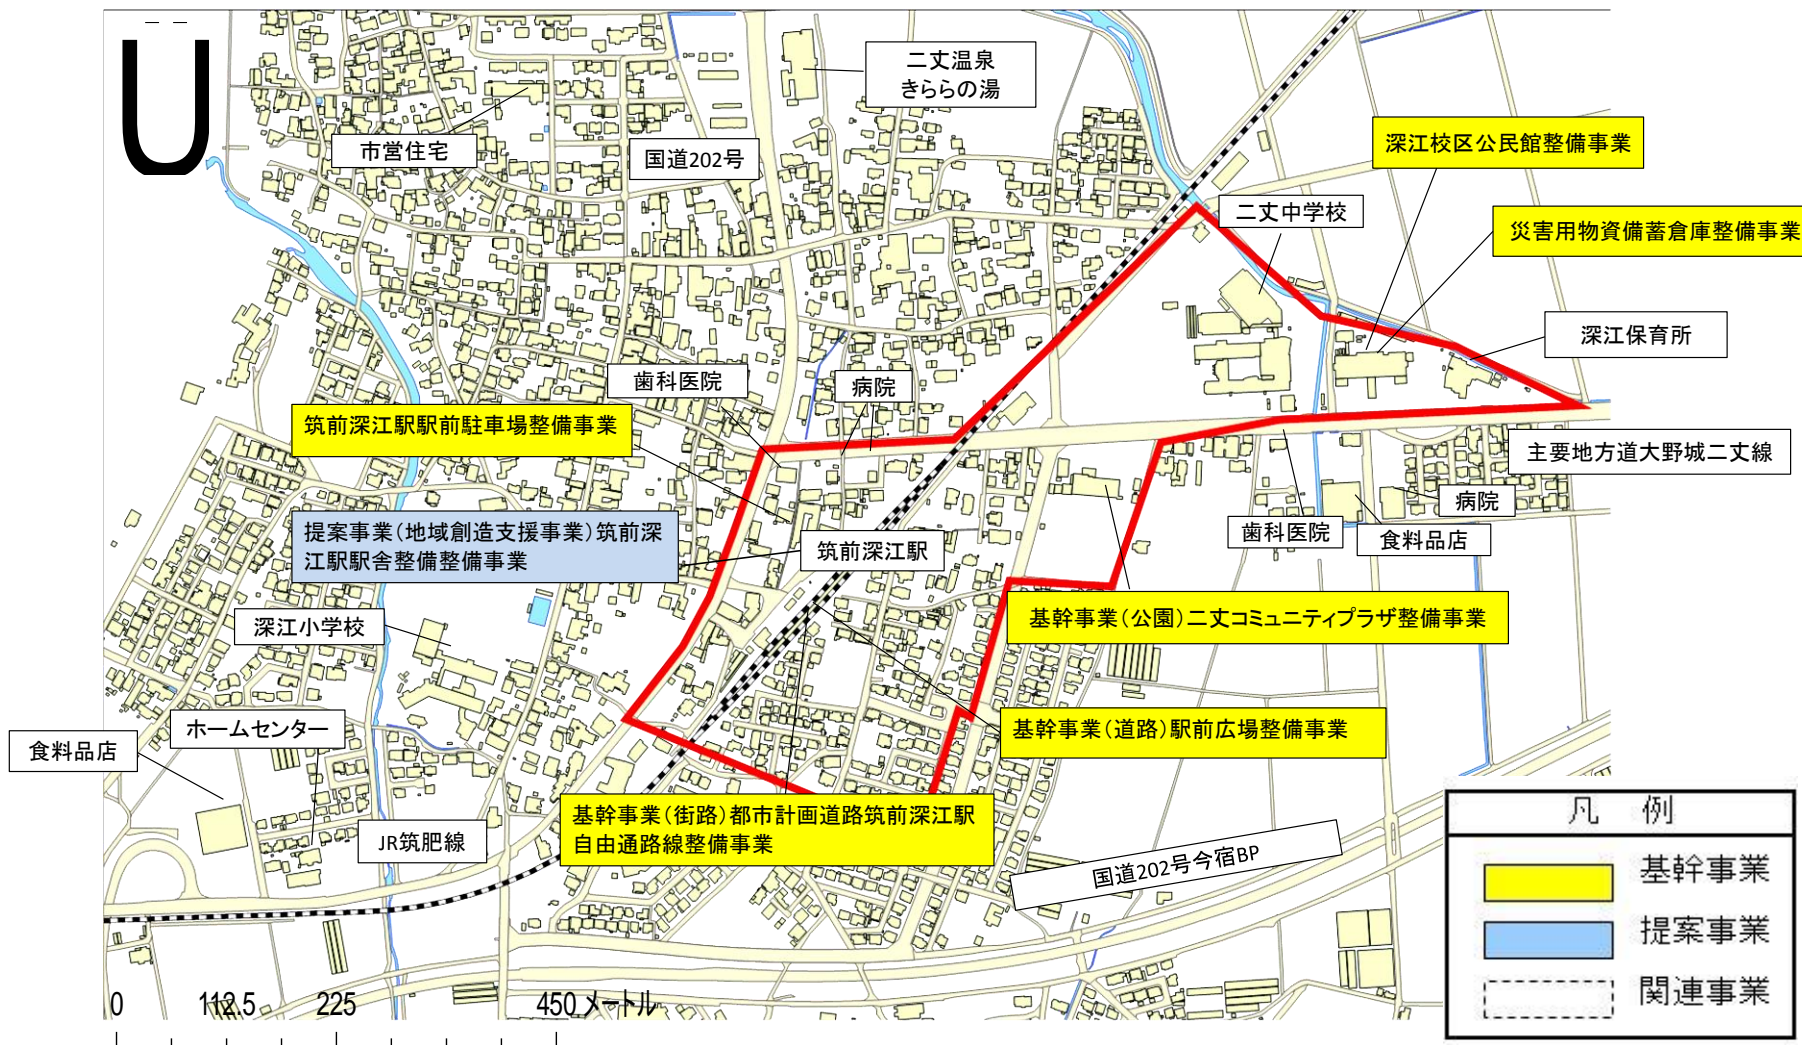 二丈温泉
きららの湯
市営住宅
国道202号
深江校区公民館整備事業
二丈中学校
災害用物資備蓄倉庫整備事業
深江保育所
歯科医院
病院
筑前深江駅駅前駐車場整備事業
主要地方道大野城二丈線
病院
歯科医院
食料品店
提案事業(地域創造支援事業)筑前深
江駅駅舎整備整備事業
筑前深江駅
基幹事業(公園)二丈コミュニティプラザ整備事業
深江小学校
ホームセンター
食料品店
基幹事業(道路)駅前広場整備事業
基幹事業(街路)都市計画道路筑前深江駅
自由通路線整備事業
JR筑肥線
国道202号今宿BP
凡 例
基幹事業
提案事業
関連事業
0 112.5 225 450 メートル